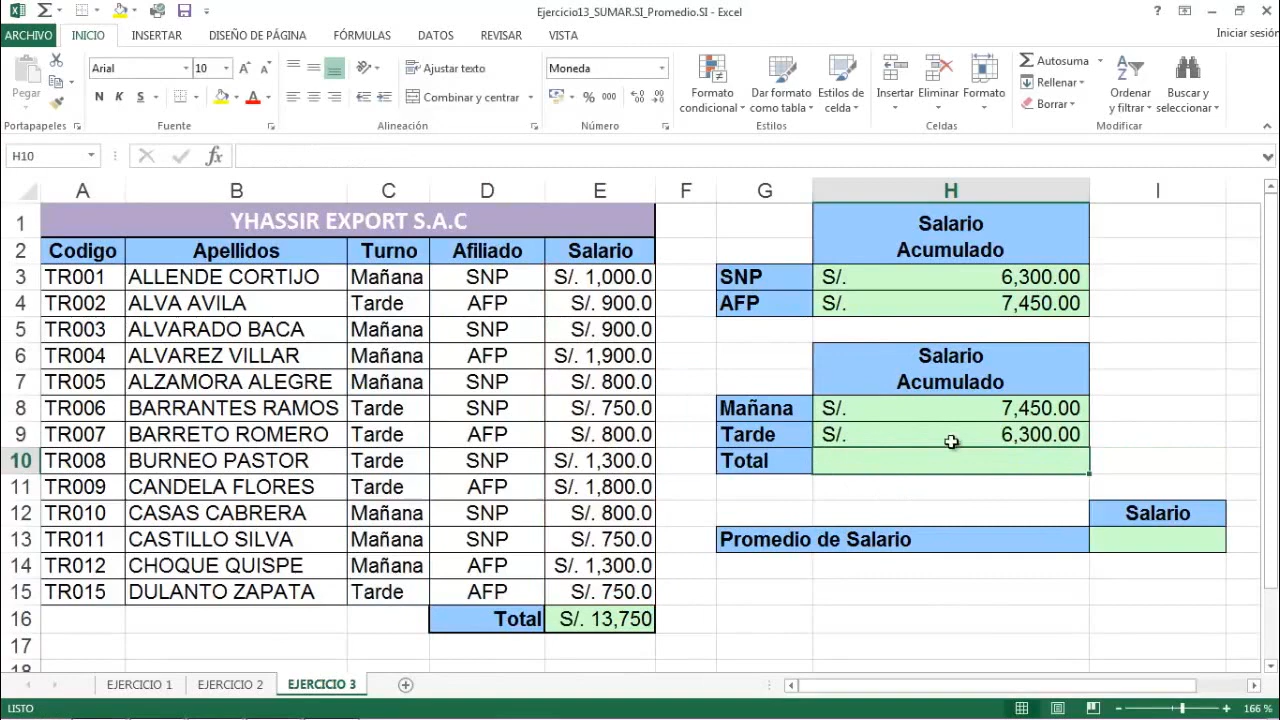 Ejercicio13_SUMAR.SI_Promedio.SI - Excel
ARCHIVO INICIO INSERTAR DISEÑO DE PÁGINA FÓRMULAS DATOS REVISAR VISTA Iniciar sesión
Pegar
Arial 10
N K S
Ajustar texto
Combinar y centrar
Moneda
% 000
Formato condicional
Dar formato como tabla
Estilos de celda
Insertar Eliminar Formato
Autosuma
Rellenar
Borrar
Ordenar y filtrar
Buscar y seleccionar
Portapapeles Fuente Alineación Número Estilos Celdas Modificar
H10 fx
A B C D E F G H I
1 YHASSIR EXPORT S.A.C Salario
2 Codigo Apellidos Turno Afiliado Salario Acumulado
3 TR001 ALLENDE CORTIJO Mañana SNP S/. 1,000.0 SNP S/. 6,300.00
4 TR002 ALVA AVILA Tarde AFP S/. 900.0 AFP S/. 7,450.00
5 TR003 ALVARADO BACA Mañana SNP S/. 900.0
6 TR004 ALVAREZ VILLAR Mañana AFP S/. 1,900.0 Salario
7 TR005 ALZAMORA ALEGRE Mañana SNP S/. 800.0 Acumulado
8 TR006 BARRANTES RAMOS Tarde SNP S/. 750.0 Mañana S/. 7,450.00
9 TR007 BARRETO ROMERO Tarde AFP S/. 800.0 Tarde S/. 6,300.00
10 TR008 BURNEO PASTOR Tarde SNP S/. 1,300.0 Total
11 TR009 CANDELA FLORES Tarde AFP S/. 1,800.0
12 TR010 CASAS CABRERA Mañana SNP S/. 800.0 Salario
13 TR011 CASTILLO SILVA Mañana SNP S/. 750.0 Promedio de Salario
14 TR012 CHOQUE QUISPE Mañana AFP S/. 1,300.0
15 TR015 DULANTO ZAPATA Tarde AFP S/. 750.0
16 Total S/. 13,750
17
18
EJERCICIO 1 EJERCICIO 2 EJERCICIO 3
LISTO 166 %